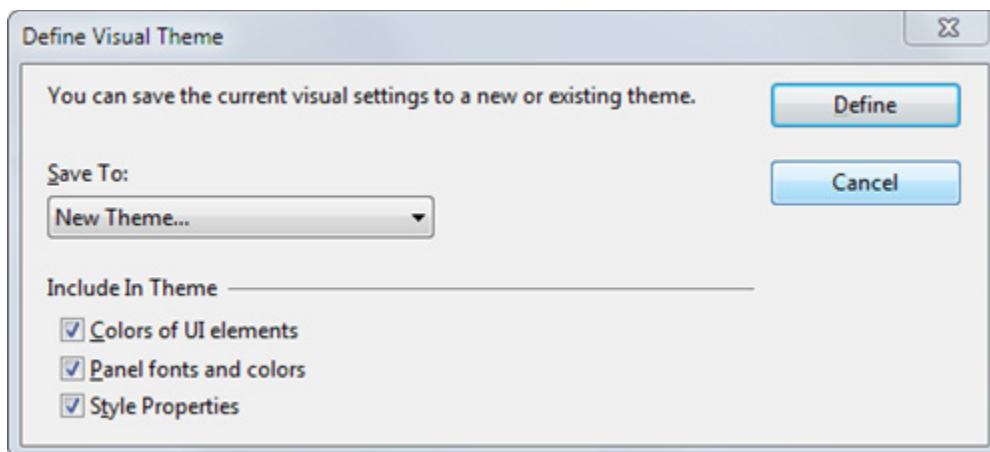 Define Visual Theme
You can save the current visual settings to a new or existing theme.
Define
Save To:
Cancel
New Theme...
Include In Theme
Colors of UI elements
Panel fonts and colors
Style Properties